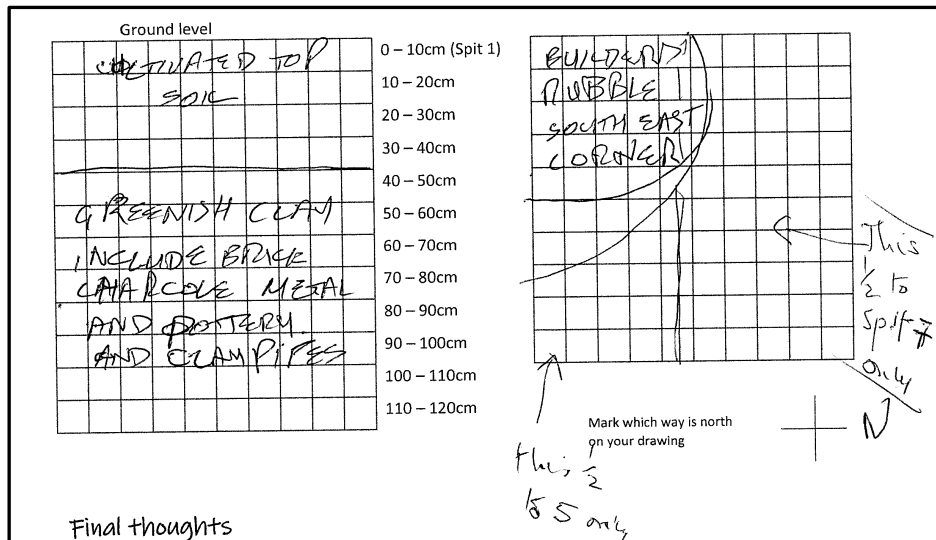 Ground level
CULTIVATED TOP
SOIL
GREENISH CLAY
INCLUDE BRICK
CHARCOLE METAL
AND POTTERY
AND CLAY PIPES
0 – 10cm (Spit 1)
10 – 20cm
20 – 30cm
30 – 40cm
40 – 50cm
50 – 60cm
60 – 70cm
70 – 80cm
80 – 90cm
90 – 100cm
100 – 110cm
110 – 120cm
BUILDERS
RUBBLE
SOUTH EAST
CORNER
This
1/2 to
Spit 7
only
this 1/2
to 5 only
Mark which way is north
on your drawing
N
Final thoughts